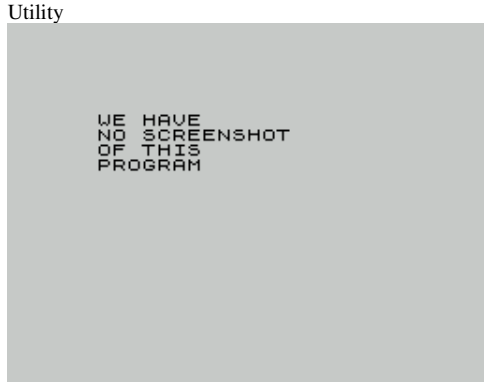 Utility
WE HAVE
NO SCREENSHOT
OF THIS
PROGRAM